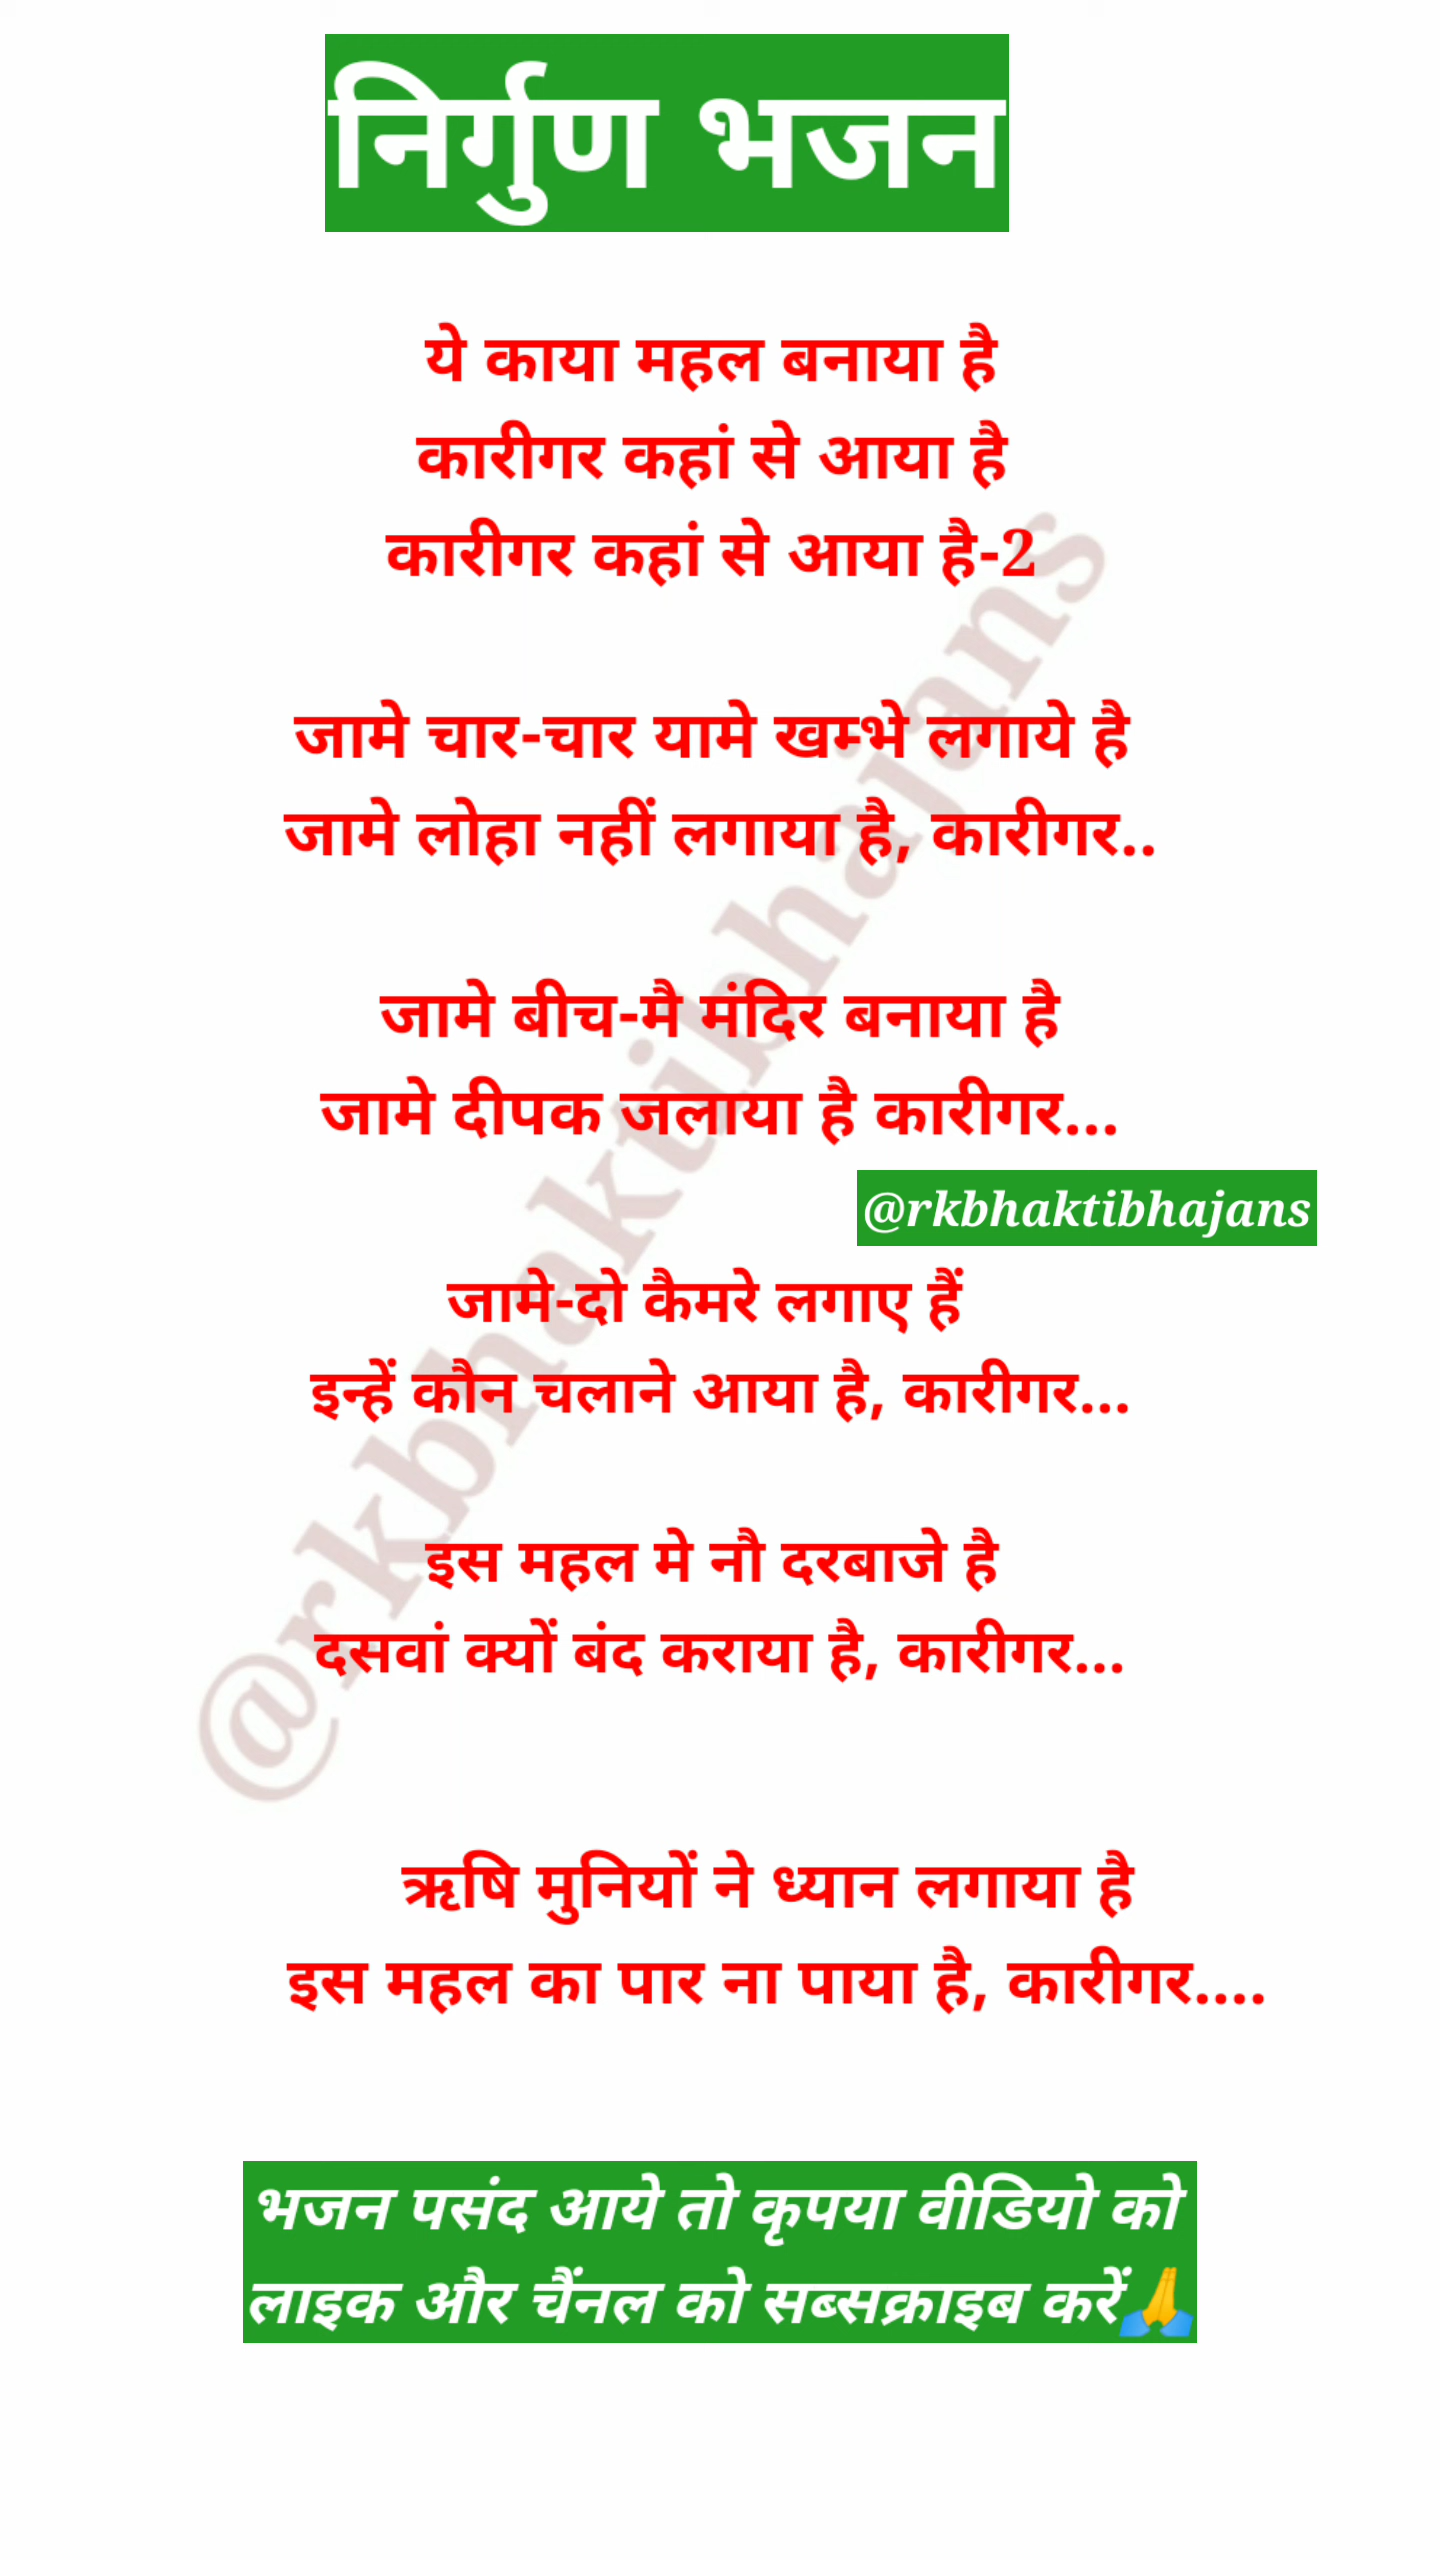 निर्गुण भजन
ये काया महल बनाया है
कारीगर कहां से आया है
कारीगर कहां से आया है-2
जामे चार-चार यामे खम्भे लगाये है
जामे लोहा नहीं लगाया है, कारीगर..
जामे बीच-मै मंदिर बनाया है
जामे दीपक जलाया है कारीगर...
@rkbhaktibhajans
जामे-दो कैमरे लगाए हैं
इन्हें कौन चलाने आया है, कारीगर...
इस महल मे नौ दरबाजे है
दसवां क्यों बंद कराया है, कारीगर...
@rkbhaktibhajans
ऋषि मुनियों ने ध्यान लगाया है
इस महल का पार ना पाया है, कारीगर....
भजन पसंद आये तो कृपया वीडियो को
लाइक और चैंनल को सब्सक्राइब करें🙏